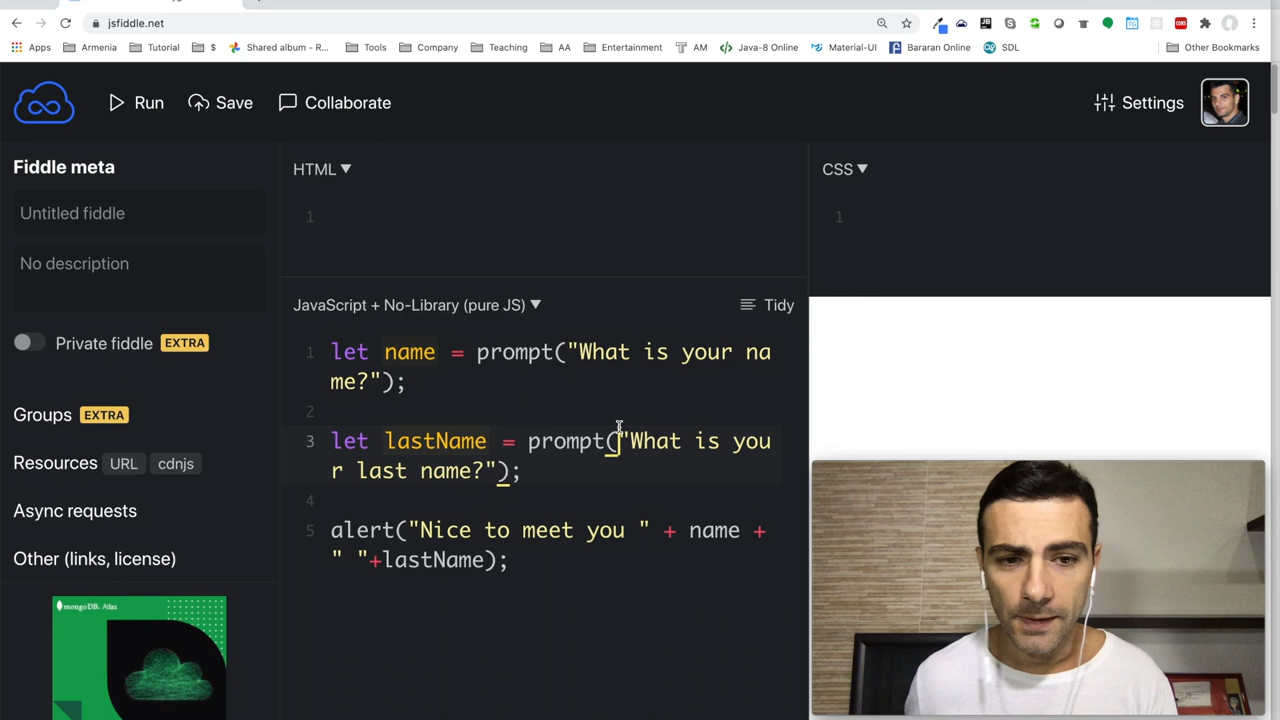 jsfiddle.net
Apps Armenia Tutorial $ Shared album - R... Tools Company Teaching AA Entertainment AM Java-8 Online Material-UI Bararan Online SDL Other Bookmarks
Run Save Collaborate Settings
Fiddle meta
Untitled fiddle
No description
Private fiddle EXTRA
Groups EXTRA
Resources URL cdnjs
Async requests
Other (links, license)
mongoDB. Atlas
HTML
1
CSS
1
JavaScript + No-Library (pure JS) Tidy
1 let name = prompt("What is your na
me?");
2
3 let lastName = prompt("What is you
r last name?");
4
5 alert("Nice to meet you " + name +
" "+lastName);